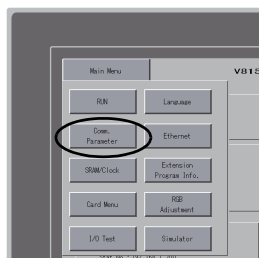 Main Menu
V815
RUN
Language
Comm.
Parameter
Ethernet
SRAM/Clock
Extension
Program Info.
Card Menu
RGB
Adjustment
I/O Test
Simulator